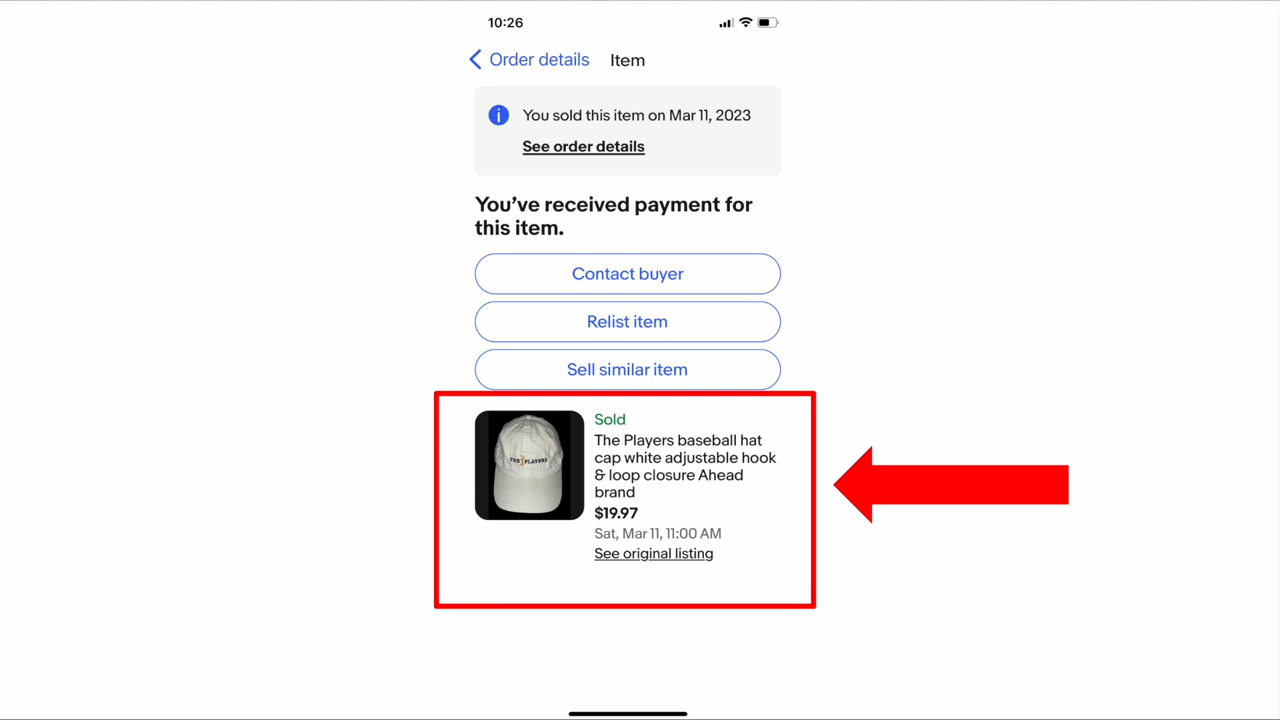 10:26
Order details Item
You sold this item on Mar 11, 2023
See order details
You've received payment for
this item.
Contact buyer
Relist item
Sell similar item
THE PLAYERS
Sold
The Players baseball hat
cap white adjustable hook
& loop closure Ahead
brand
$19.97
Sat, Mar 11, 11:00 AM
See original listing